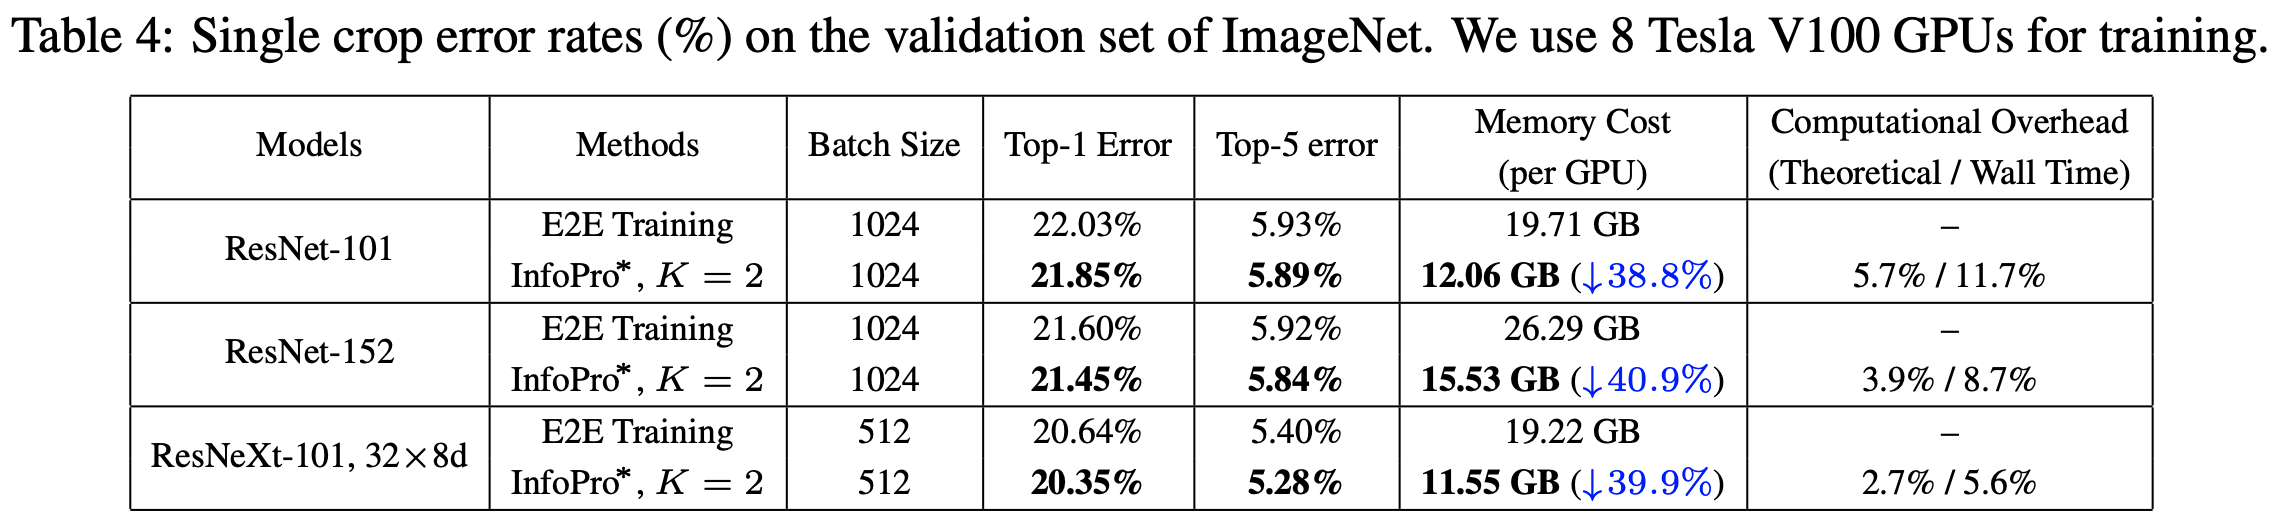 Table 4: Single crop error rates (%) on the validation set of ImageNet. We use 8 Tesla V100 GPUs for training.
Models Methods Batch Size Top-1 Error Top-5 error Memory Cost (per GPU) Computational Overhead (Theoretical / Wall Time)
ResNet-101 E2E Training 1024 22.03% 5.93% 19.71 GB –
InfoPro*, K = 2 1024 21.85% 5.89% 12.06 GB (↓38.8%) 5.7% / 11.7%
ResNet-152 E2E Training 1024 21.60% 5.92% 26.29 GB –
InfoPro*, K = 2 1024 21.45% 5.84% 15.53 GB (↓40.9%) 3.9% / 8.7%
ResNeXt-101, 32×8d E2E Training 512 20.64% 5.40% 19.22 GB –
InfoPro*, K = 2 512 20.35% 5.28% 11.55 GB (↓39.9%) 2.7% / 5.6%